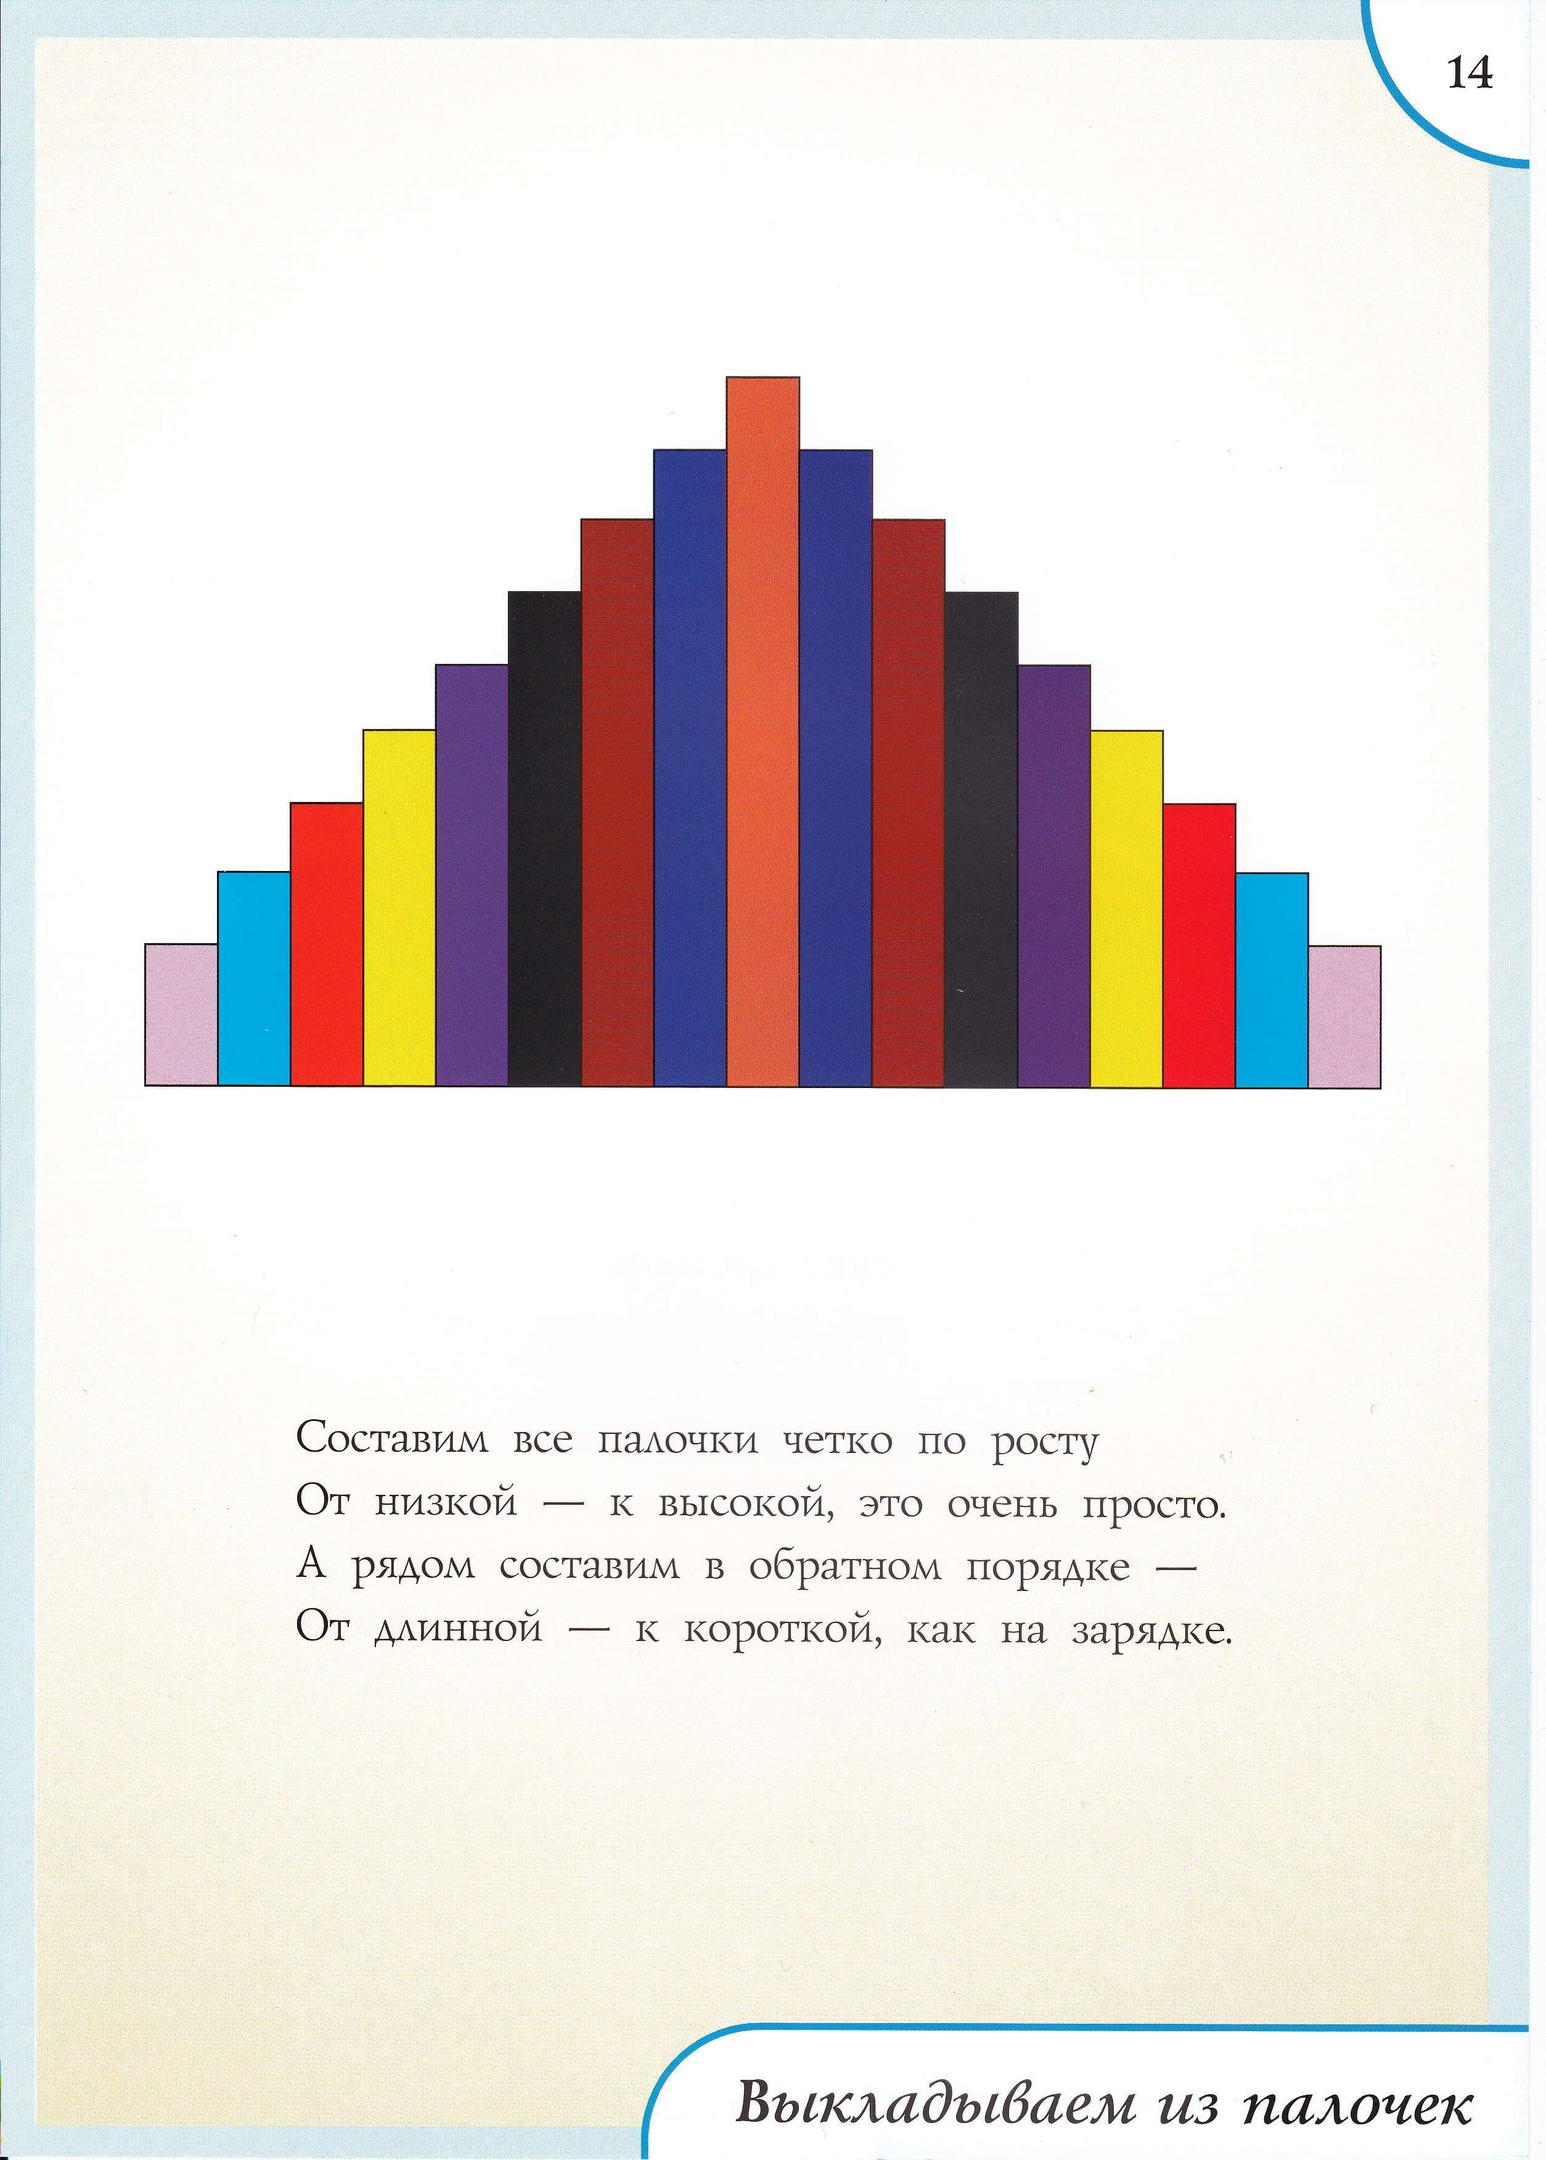 14
Составим все палочки четко по росту
От низкой — к высокой, это очень просто.
А рядом составим в обратном порядке —
От длинной — к короткой, как на зарядке.
Выкладываем из палочек